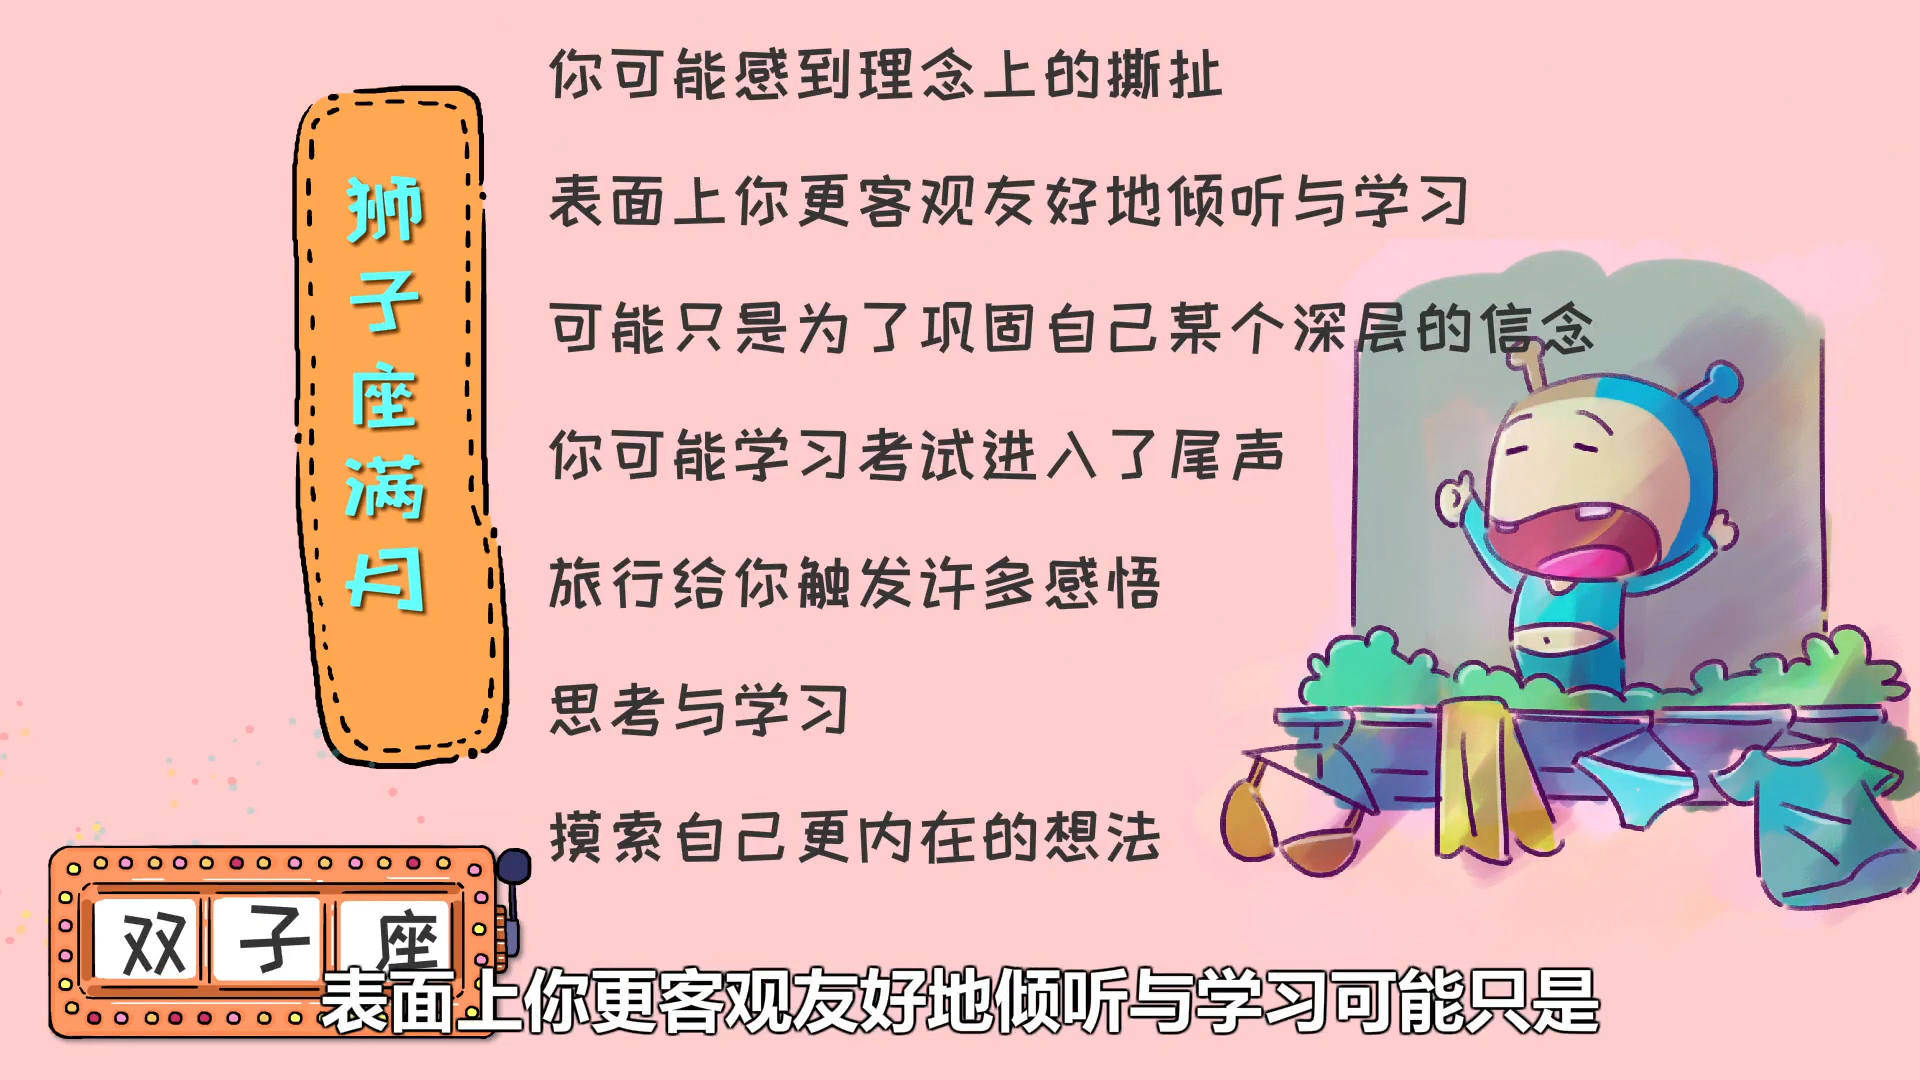 狮子座满月
你可能感到理念上的撕扯
表面上你更客观友好地倾听与学习
可能只是为了巩固自己某个深层的信念
你可能学习考试进入了尾声
旅行给你触发许多感悟
思考与学习
摸索自己更内在的想法
双子座
表面上你更客观友好地倾听与学习可能只是